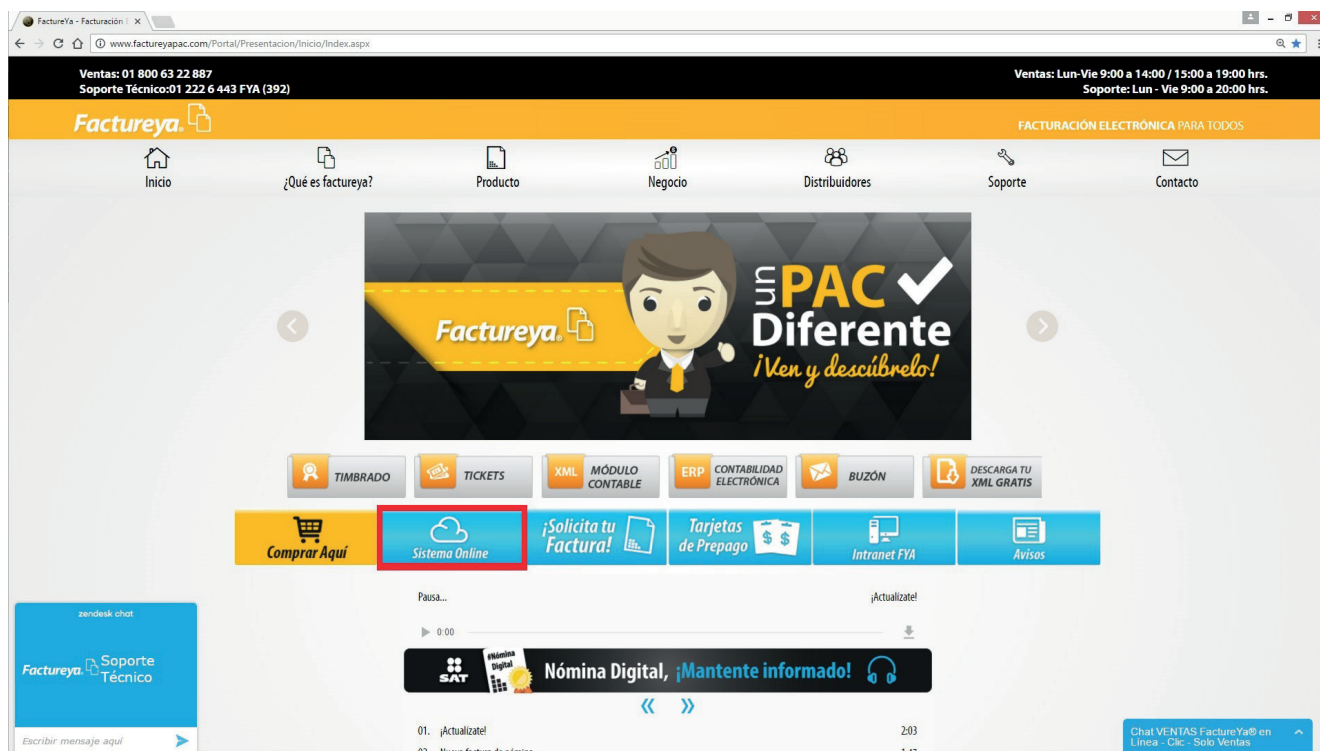 FactureYa - Facturación
www.factureyapac.com/Portal/Presentacion/Inicio/Index.aspx
Ventas: 01 800 63 22 887
Soporte Técnico:01 222 6 443 FYA (392)
Ventas: Lun-Vie 9:00 a 14:00 / 15:00 a 19:00 hrs.
Soporte: Lun - Vie 9:00 a 20:00 hrs.
Factureya.
FACTURACIÓN ELECTRÓNICA PARA TODOS
Inicio
¿Qué es factureya?
Producto
Negocio
Distribuidores
Soporte
Contacto
Factureya.
un PAC
Diferente
¡Ven y descúbrelo!
TIMBRADO
TICKETS
XML MÓDULO
CONTABLE
ERP CONTABILIDAD
ELECTRÓNICA
BUZÓN
DESCARGA TU
XML GRATIS
Comprar Aquí
Sistema Online
¡Solicita tu
Factura!
Tarjetas
de Prepago
$ $
Intranet FYA
Avisos
Pausa...
¡Actualízate!
0:00
SAT
#Nómina
Digital
Nómina Digital, ¡Mantente informado!
01. ¡Actualízate! 2:03
zendesk chat
Factureya. Soporte
Técnico
Escribir mensaje aquí
Chat VENTAS FactureYa® en
Línea - Clic - Solo Ventas